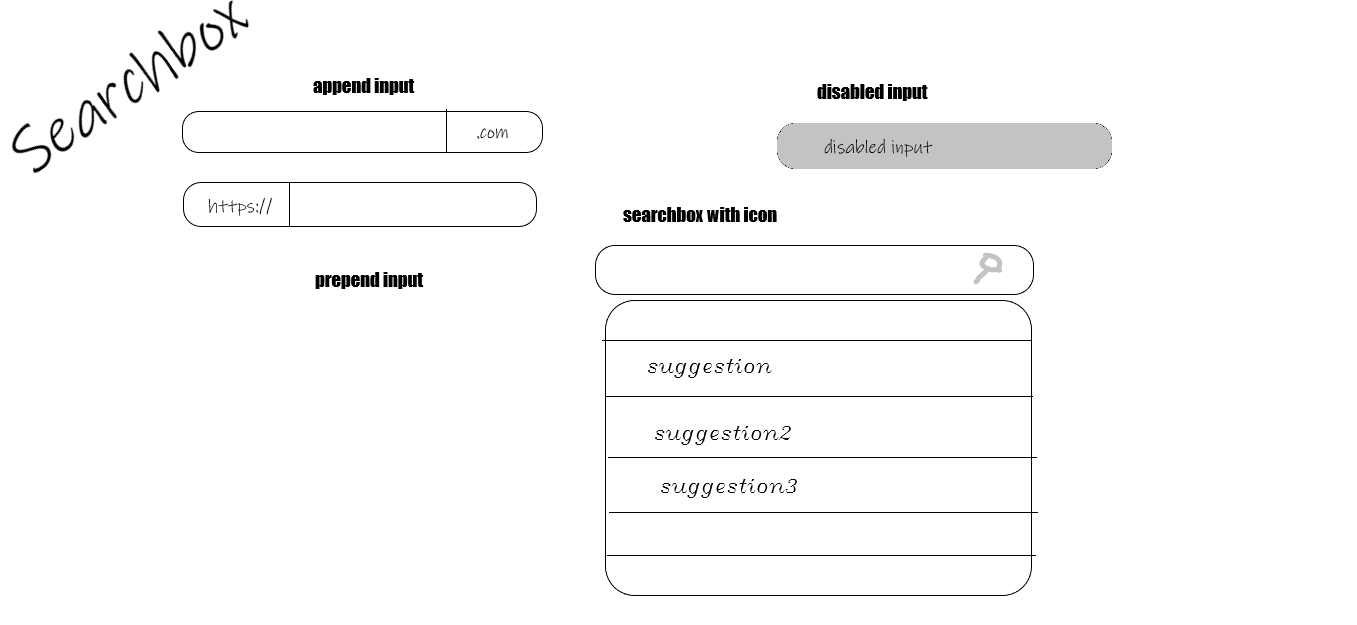 Searchbox
append input
.com
https://
prepend input
disabled input
disabled input
searchbox with icon
suggestion
suggestion2
suggestion3